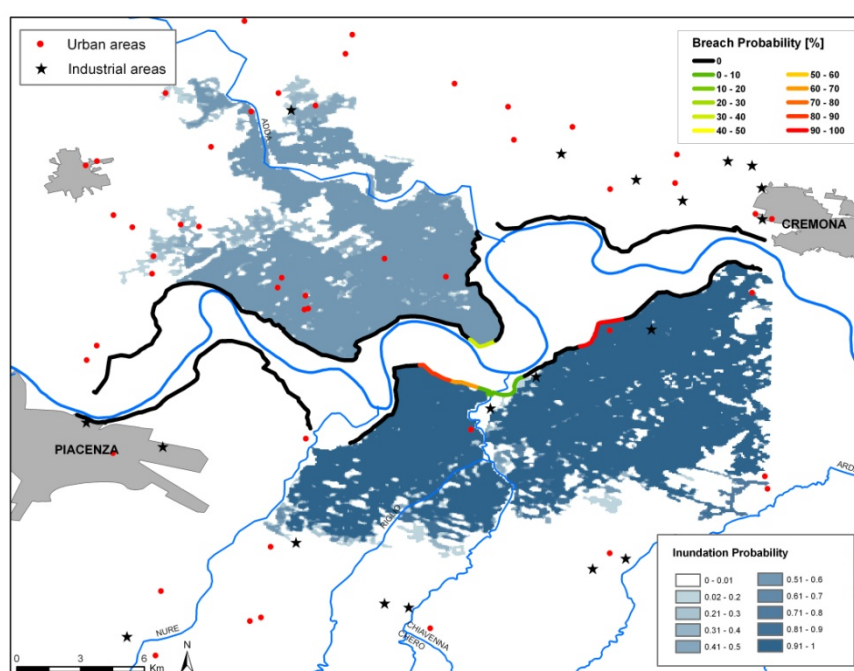 Urban areas
Industrial areas
Breach Probability [%]
0
0 - 10
10 - 20
20 - 30
30 - 40
40 - 50
50 - 60
60 - 70
70 - 80
80 - 90
90 - 100
ADDA
CREMONA
PIACENZA
ARD
RIGLIO
NURE
CHIAVENNA
CHERO
0 3 6
Km
N
Inundation Probability
0 - 0.01
0.02 - 0.2
0.21 - 0.3
0.31 - 0.4
0.41 - 0.5
0.51 - 0.6
0.61 - 0.7
0.71 - 0.8
0.81 - 0.9
0.91 - 1